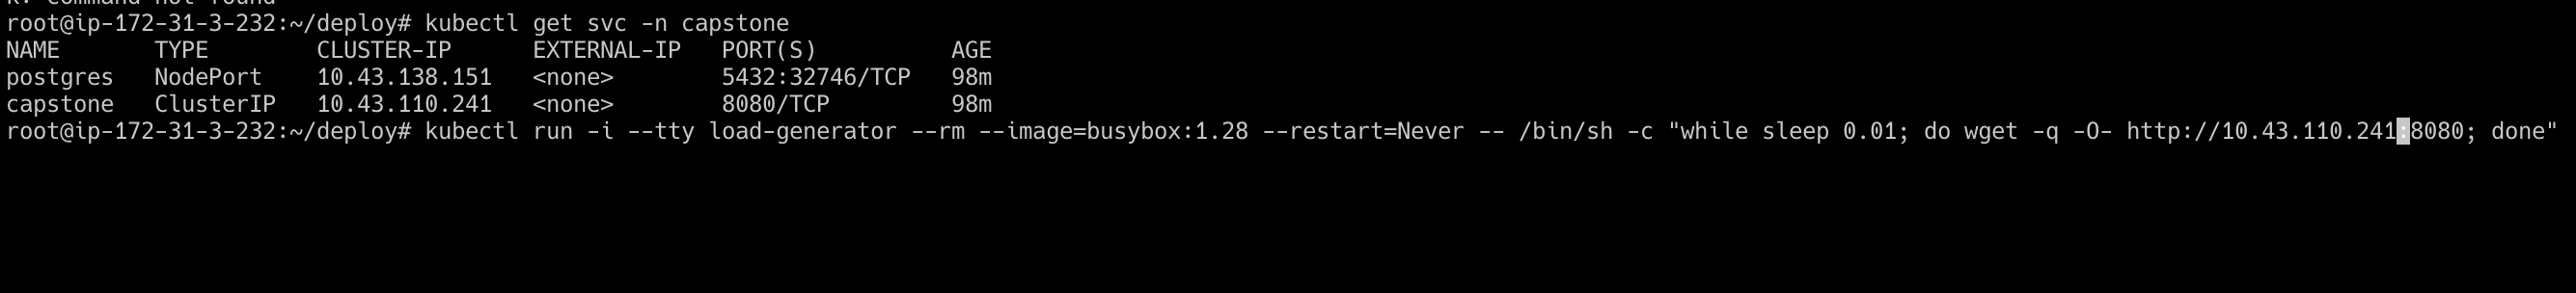 K: command not found
root@ip-172-31-3-232:~/deploy# kubectl get svc -n capstone
NAME       TYPE        CLUSTER-IP      EXTERNAL-IP   PORT(S)          AGE
postgres   NodePort    10.43.138.151   <none>        5432:32746/TCP   98m
capstone   ClusterIP   10.43.110.241   <none>        8080/TCP         98m
root@ip-172-31-3-232:~/deploy# kubectl run -i --tty load-generator --rm --image=busybox:1.28 --restart=Never -- /bin/sh -c "while sleep 0.01; do wget -q -O- http://10.43.110.241:8080; done"